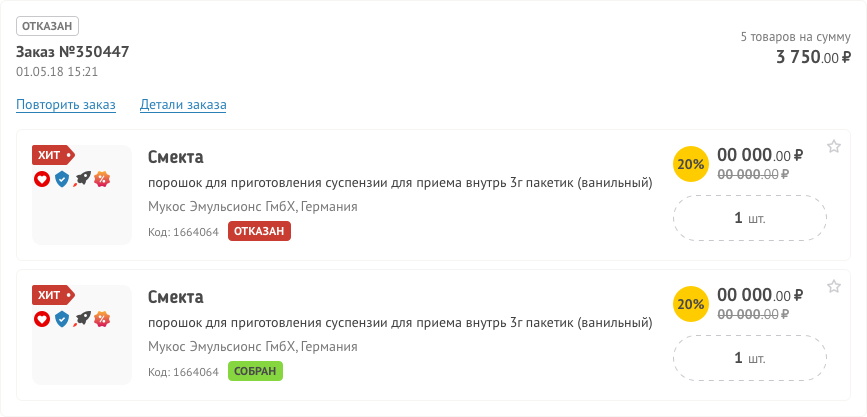 ОТКАЗАН
Заказ №350447
01.05.18 15:21
5 товаров на сумму
3 750.00 ₽
Повторить заказ Детали заказа
ХИТ
Смекта
порошок для приготовления суспензии для приема внутрь 3г пакетик (ванильный)
Мукос Эмульсионс ГмбХ, Германия
Код: 1664064 ОТКАЗАН
20%
00 000.00 ₽
00 000.00 ₽
1 шт.
ХИТ
Смекта
порошок для приготовления суспензии для приема внутрь 3г пакетик (ванильный)
Мукос Эмульсионс ГмбХ, Германия
Код: 1664064 СОБРАН
20%
00 000.00 ₽
00 000.00 ₽
1 шт.